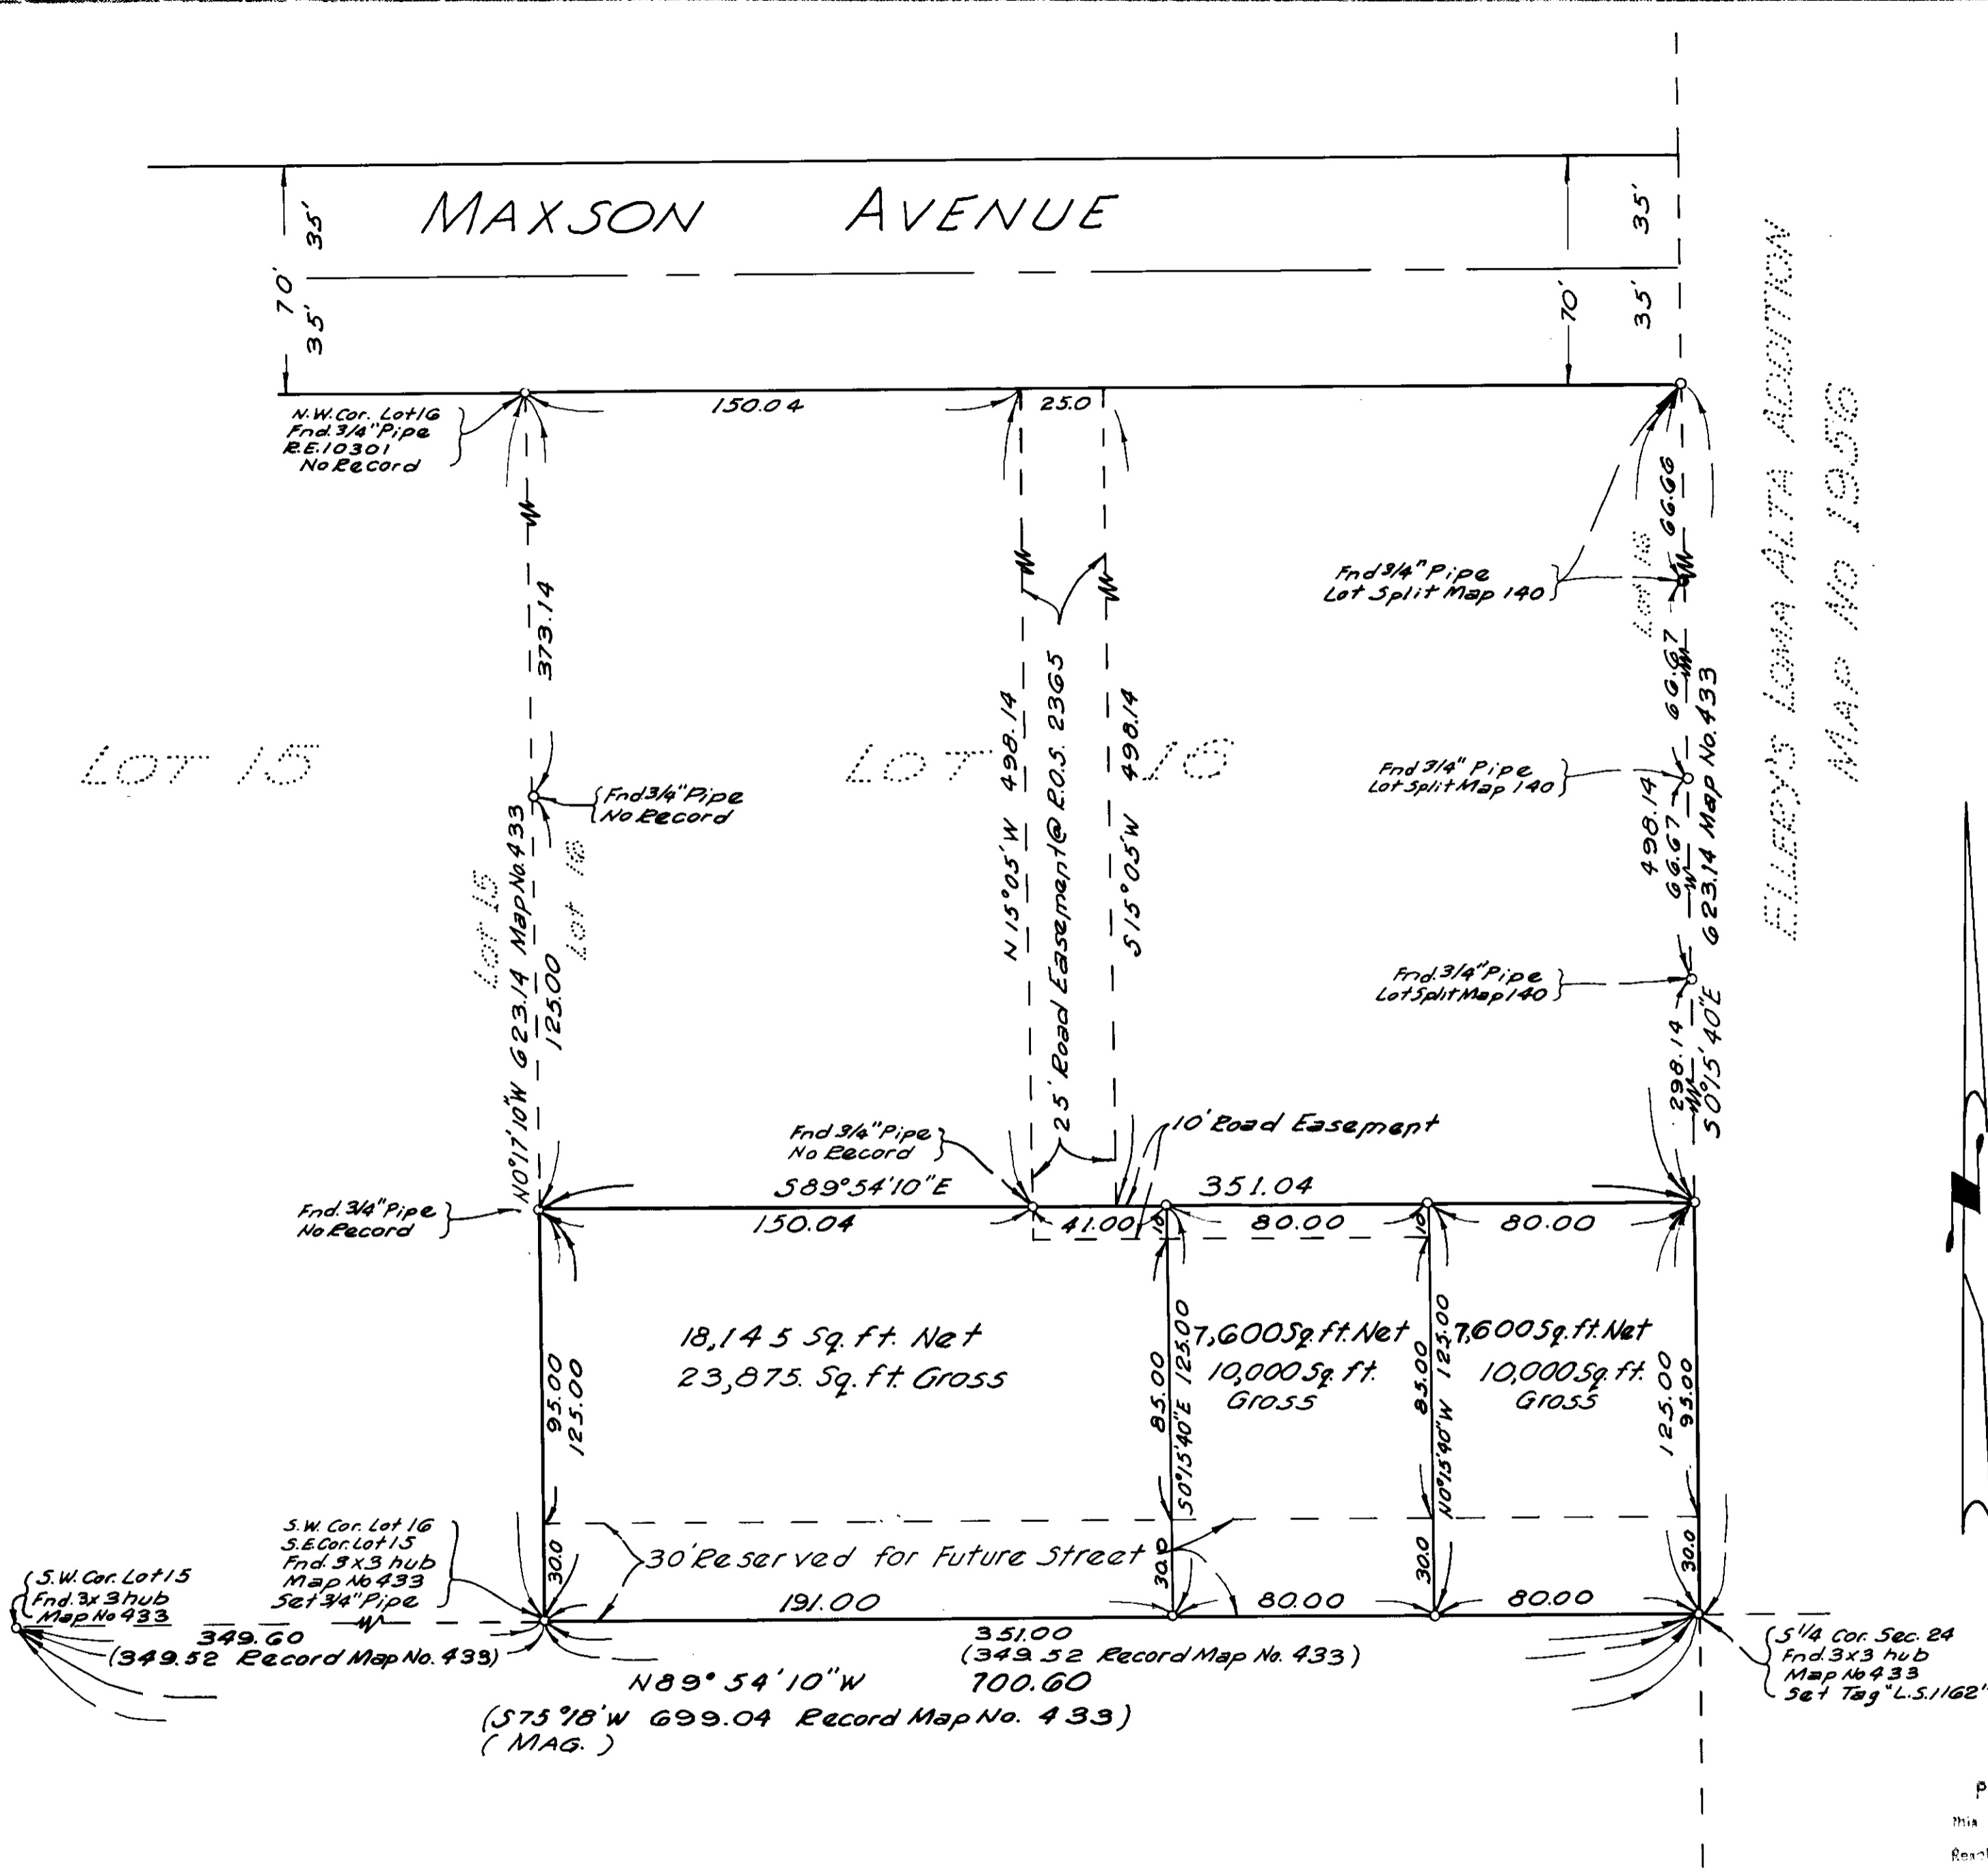 MAXSON AVENUE
35'
70'
35'
35'
70'
35'
N.W. Cor. Lot 16
Fnd. 3/4" Pipe
R.E. 10301
No Record
150.04
25.0
ELLERY'S LOMA ALTA ADDITION
MAP NO 1956
66.66
Fnd 3/4" Pipe
Lot Split Map 140
373.14
66.67
LOT 15
LOT 16
N 15°05' W 498.14
25' Road Easement @ R.O.S. 2365
S 15°05' W 498.14
Fnd 3/4" Pipe
No Record
Fnd 3/4" Pipe
Lot Split Map 140
498.14
66.67
S0°15'40"E 623.14 Map No. 433
Lot 15
N0°17'10"W 623.14 Map No. 433
Lot 16
125.00
Fnd. 3/4" Pipe
Lot Split Map 140
298.14
Fnd 3/4" Pipe
No Record
10' Road Easement
S89°54'10"E
351.04
Fnd. 3/4" Pipe
No Record
150.04
41.00
10
80.00
10
80.00
18,145 Sq. ft. Net
23,875. Sq. ft Gross
7,600 Sq. ft. Net
10,000 Sq. ft.
Gross
7,600 Sq. ft. Net
10,000 Sq. ft.
Gross
95.00
125.00
85.00
S0°15'40"E 125.00
85.00
N0°15'40"W 125.00
125.00
95.00
30.0
30' Reserved for Future Street
30.0
30.0
30.0
S.W. Cor. Lot 16
S.E Cor. Lot 15
Fnd. 3x3 hub
Map No 433
Set 3/4" Pipe
S.W. Cor. Lot 15
Fnd. 3x3 hub
Map No 433
191.00
80.00
80.00
349.60
(349.52 Record Map No. 433)
351.00
(349.52 Record Map No. 433)
N89°54'10"W 700.60
(S75°18'W 699.04 Record Map No. 433)
(MAG.)
S 1/4 Cor. Sec. 24
Fnd. 3x3 hub
Map No 433
Set Tag "L.S. 1162"